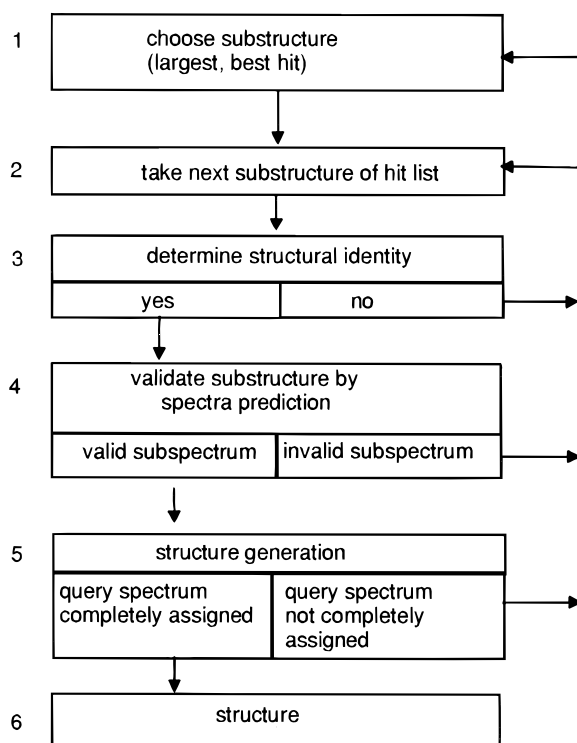 1
choose substructure
(largest, best hit)
2
take next substructure of hit list
3
determine structural identity
yes
no
4
validate substructure by
spectra prediction
valid subspectrum
invalid subspectrum
5
structure generation
query spectrum
completely assigned
query spectrum
not completely
assigned
6
structure